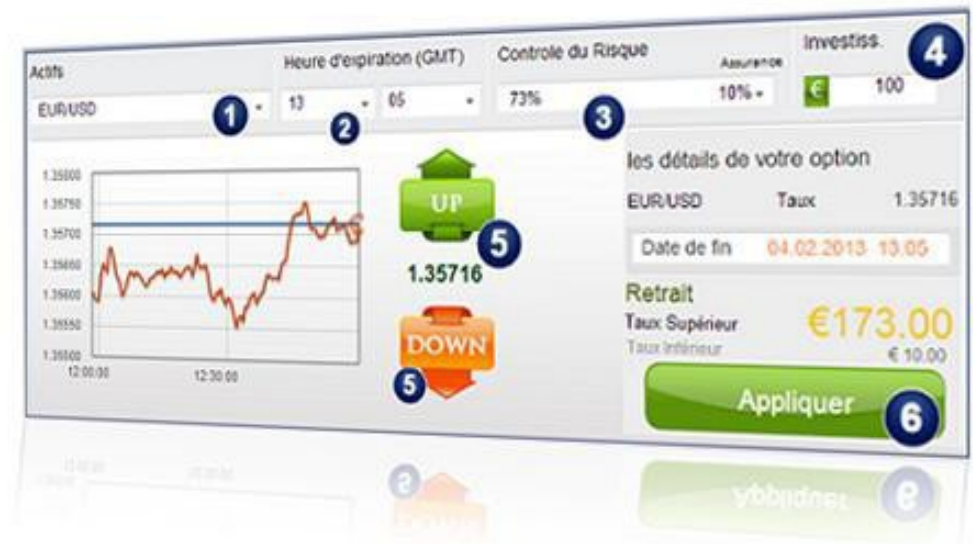 Actifs
Heure d'expiration (GMT)
Controle du Risque
Assurance
Investiss.
4
EUR/USD
1
13
2
05
73%
3
10%
€
100
1.35800
1.35750
1.35700
1.35650
1.35600
1.35550
1.35500
12:00:00
12:30:00
UP
5
1.35716
DOWN
5
les détails de votre option
EUR/USD Taux 1.35716
Date de fin 04.02.2013 13:05
Retrait
Taux Supérieur €173.00
Taux Inférieur € 10.00
Appliquer
6